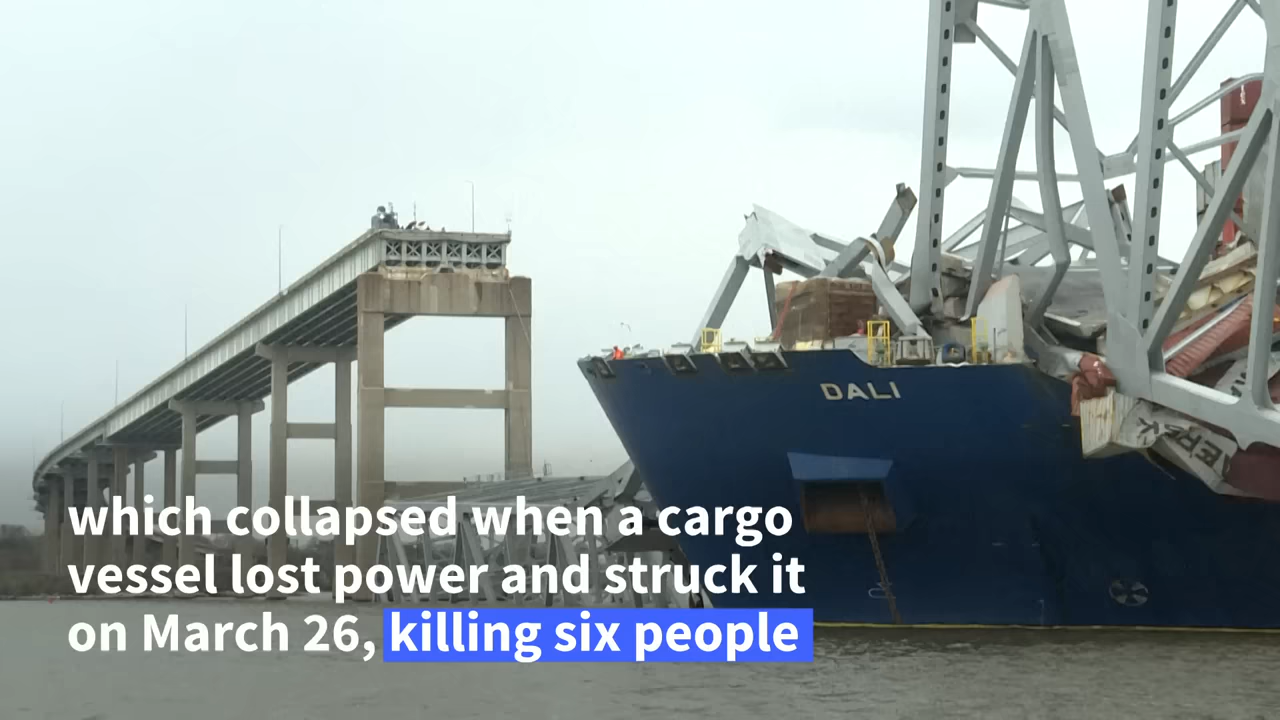 DALI
which collapsed when a cargo
vessel lost power and struck it
on March 26, killing six people